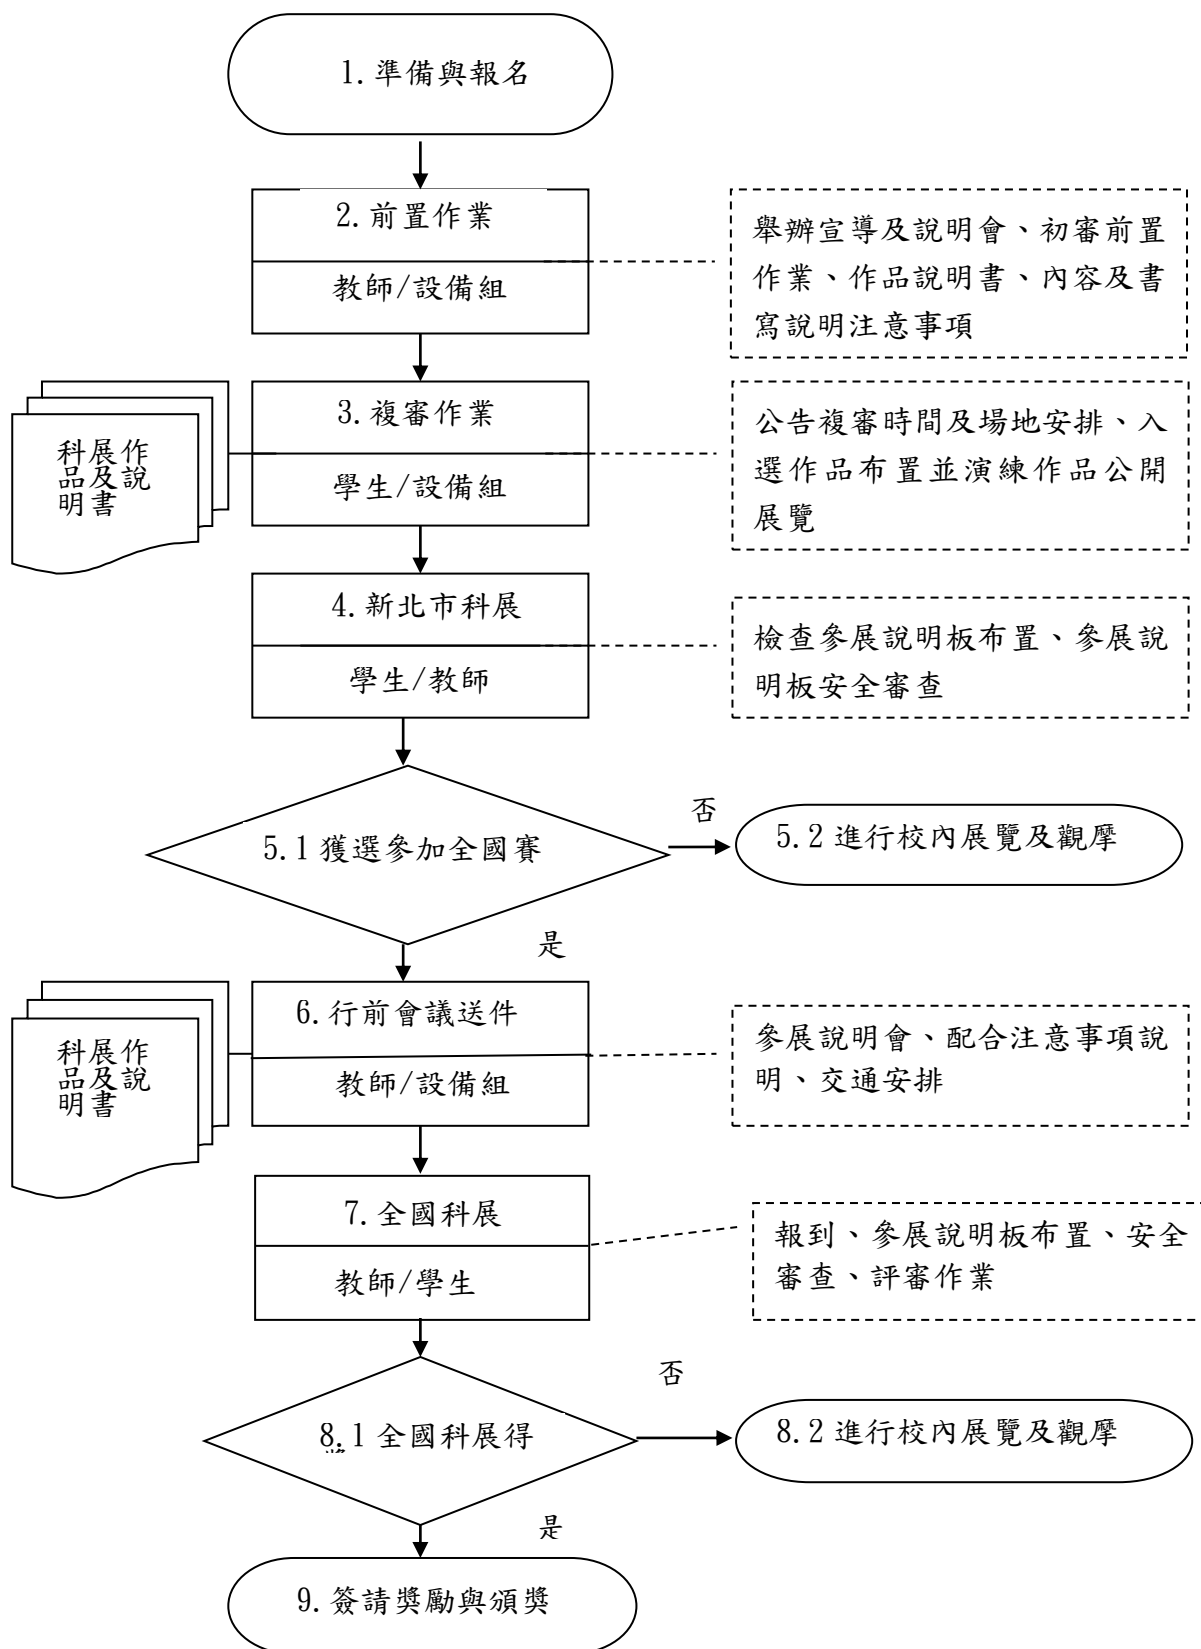 1.準備與報名
2.前置作業
教師/設備組
舉辦宣導及說明會、初審前置
作業、作品說明書、內容及書
寫說明注意事項
3.複審作業
學生/設備組
科展作
品及說
明書
公告複審時間及場地安排、入
選作品布置並演練作品公開
展覽
4.新北市科展
學生/教師
檢查參展說明板布置、參展說
明板安全審查
5.1 獲選參加全國賽
否
5.2 進行校內展覽及觀摩
是
6.行前會議送件
教師/設備組
科展作
品及說
明書
參展說明會、配合注意事項說
明、交通安排
7.全國科展
教師/學生
報到、參展說明板布置、安全
審查、評審作業
8.1 全國科展得
否
8.2 進行校內展覽及觀摩
是
9.簽請獎勵與頒獎